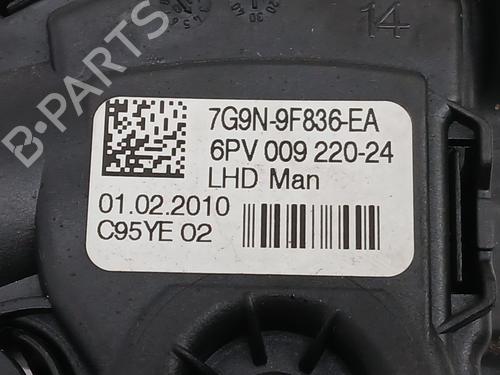 14
7G9N-9F836-EA
6PV 009 220-24
LHD Man
01.02.2010
C95YE 02
B-PARTS